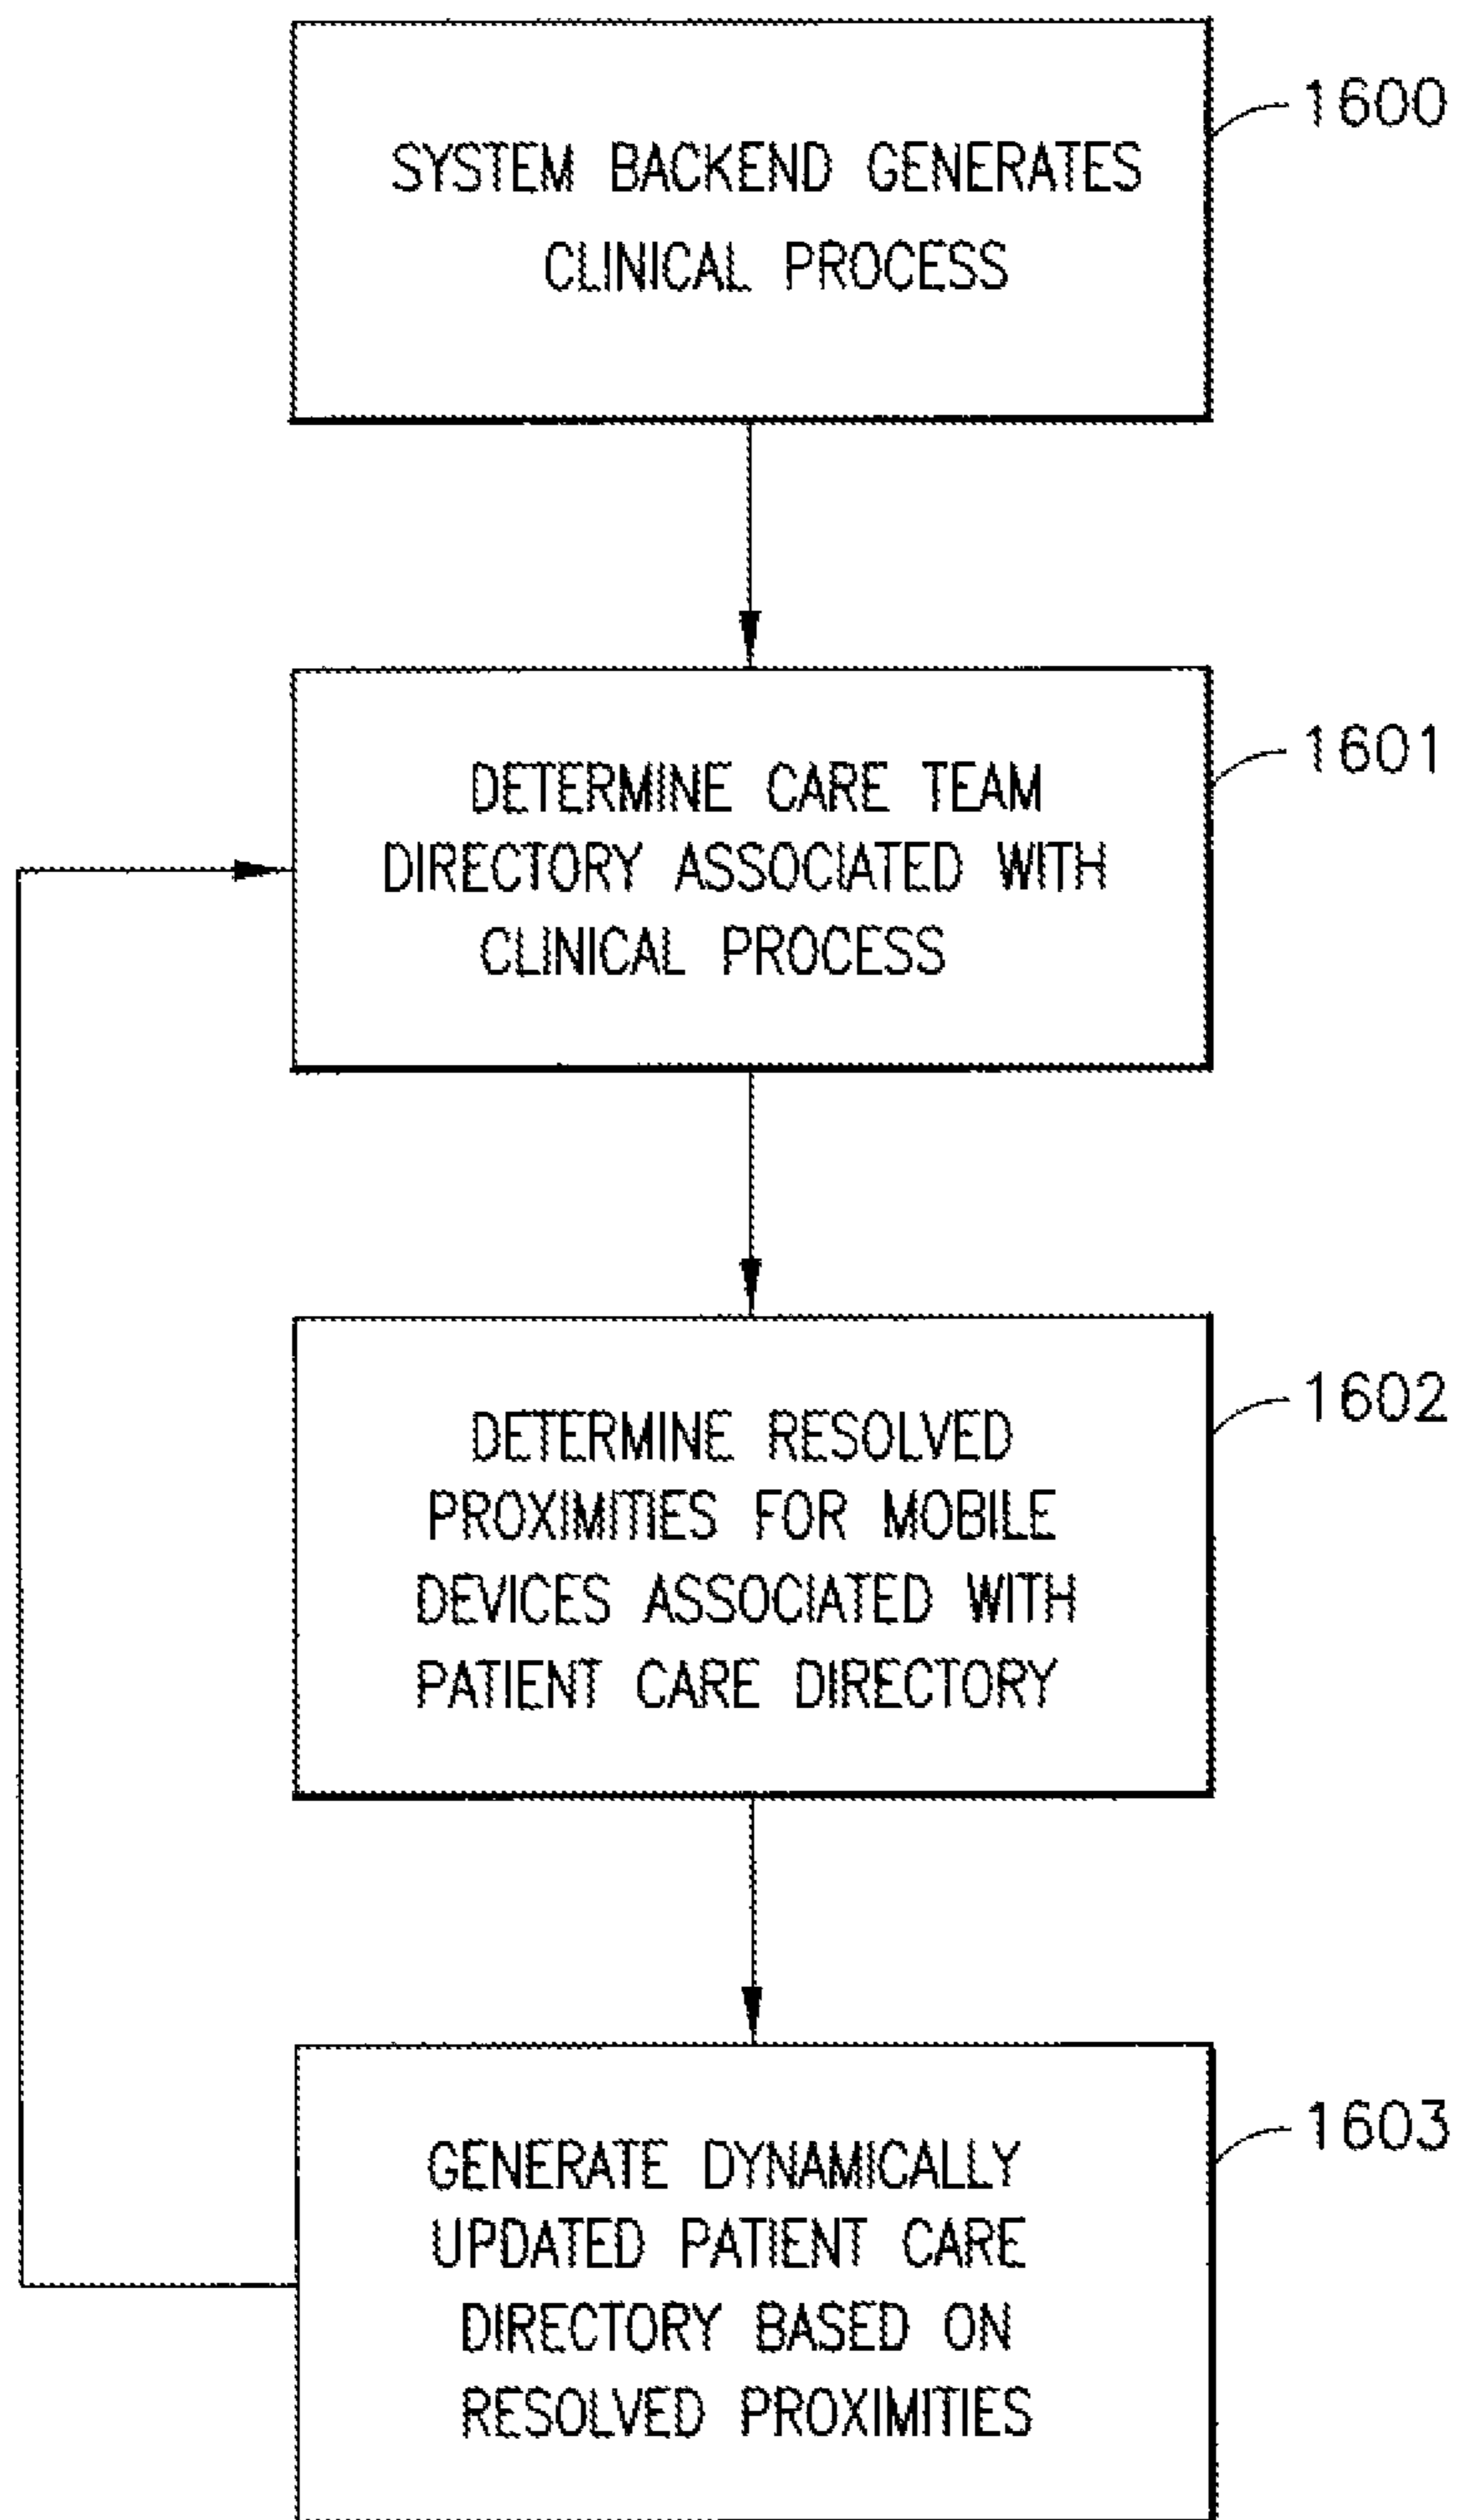 SYSTEM BACKEND GENERATES
CLINICAL PROCESS
1600
DETERMINE CARE TEAM
DIRECTORY ASSOCIATED WITH
CLINICAL PROCESS
1601
DETERMINE RESOLVED
PROXIMITIES FOR MOBILE
DEVICES ASSOCIATED WITH
PATIENT CARE DIRECTORY
1602
GENERATE DYNAMICALLY
UPDATED PATIENT CARE
DIRECTORY BASED ON
RESOLVED PROXIMITIES
1603